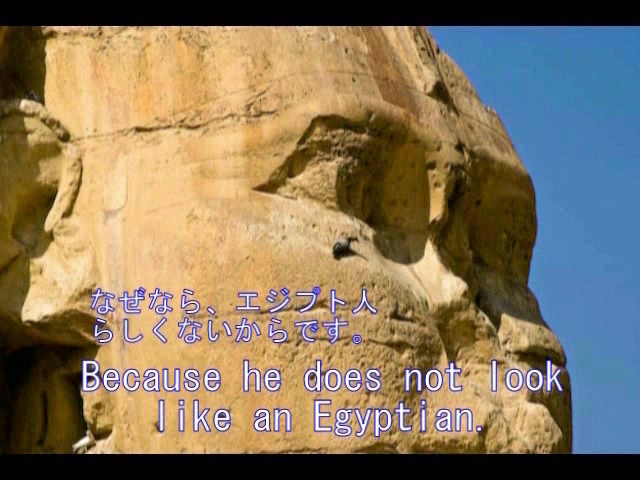 なぜなら、エジプト人
らしくないからです。
Because he does not look
like an Egyptian.